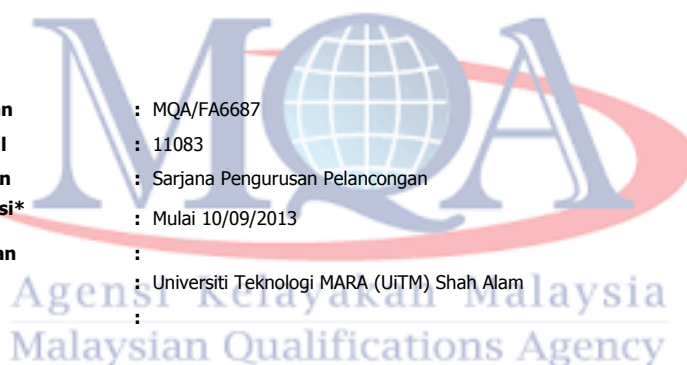 MQA
an : MQA/FA6687
l : 11083
n : Sarjana Pengurusan Pelancongan
si* : Mulai 10/09/2013
an :
: Universiti Teknologi MARA (UiTM) Shah Alam
:
Agensi Kelayakan Malaysia
Malaysian Qualifications Agency